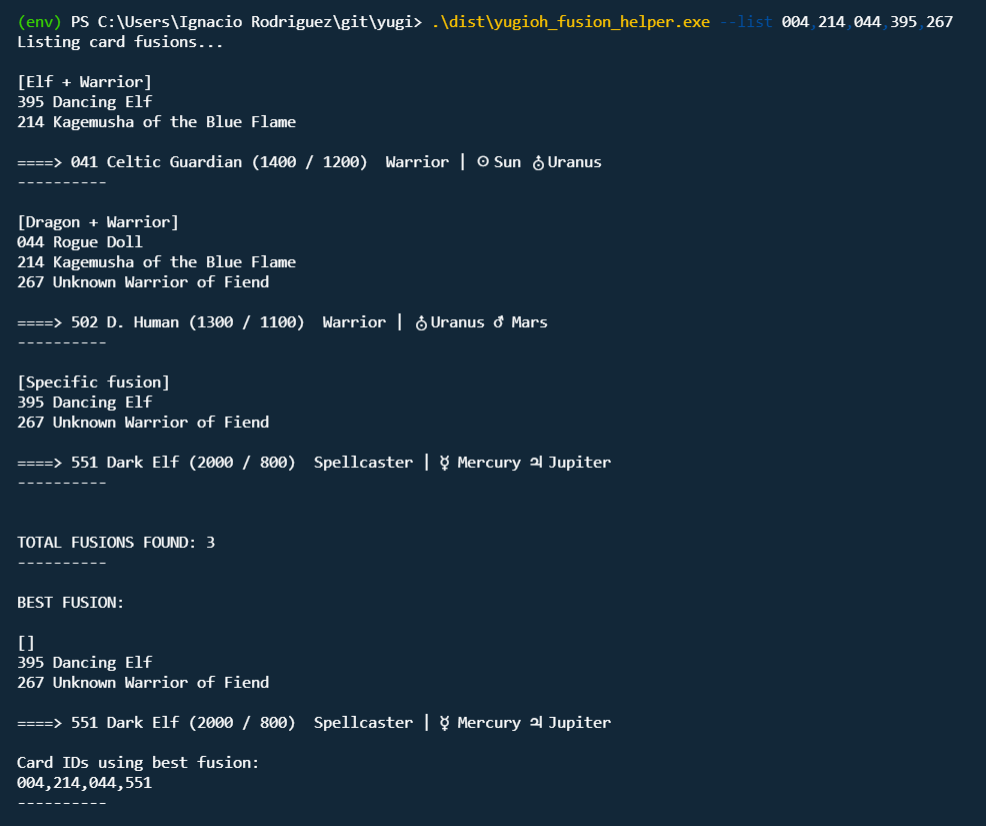 (env) PS C:\Users\Ignacio Rodriguez\git\yugi> .\dist\yugioh_fusion_helper.exe --list 004,214,044,395,267
Listing card fusions...
[Elf + Warrior]
395 Dancing Elf
214 Kagemusha of the Blue Flame
====> 041 Celtic Guardian (1400 / 1200)  Warrior | ☉ Sun ⛢ Uranus
----------
[Dragon + Warrior]
044 Rogue Doll
214 Kagemusha of the Blue Flame
267 Unknown Warrior of Fiend
====> 502 D. Human (1300 / 1100)  Warrior | ⛢ Uranus ♂ Mars
----------
[Specific fusion]
395 Dancing Elf
267 Unknown Warrior of Fiend
====> 551 Dark Elf (2000 / 800)  Spellcaster | ☿ Mercury ♃ Jupiter
----------
TOTAL FUSIONS FOUND: 3
----------
BEST FUSION:
[]
395 Dancing Elf
267 Unknown Warrior of Fiend
====> 551 Dark Elf (2000 / 800)  Spellcaster | ☿ Mercury ♃ Jupiter
Card IDs using best fusion:
004,214,044,551
----------